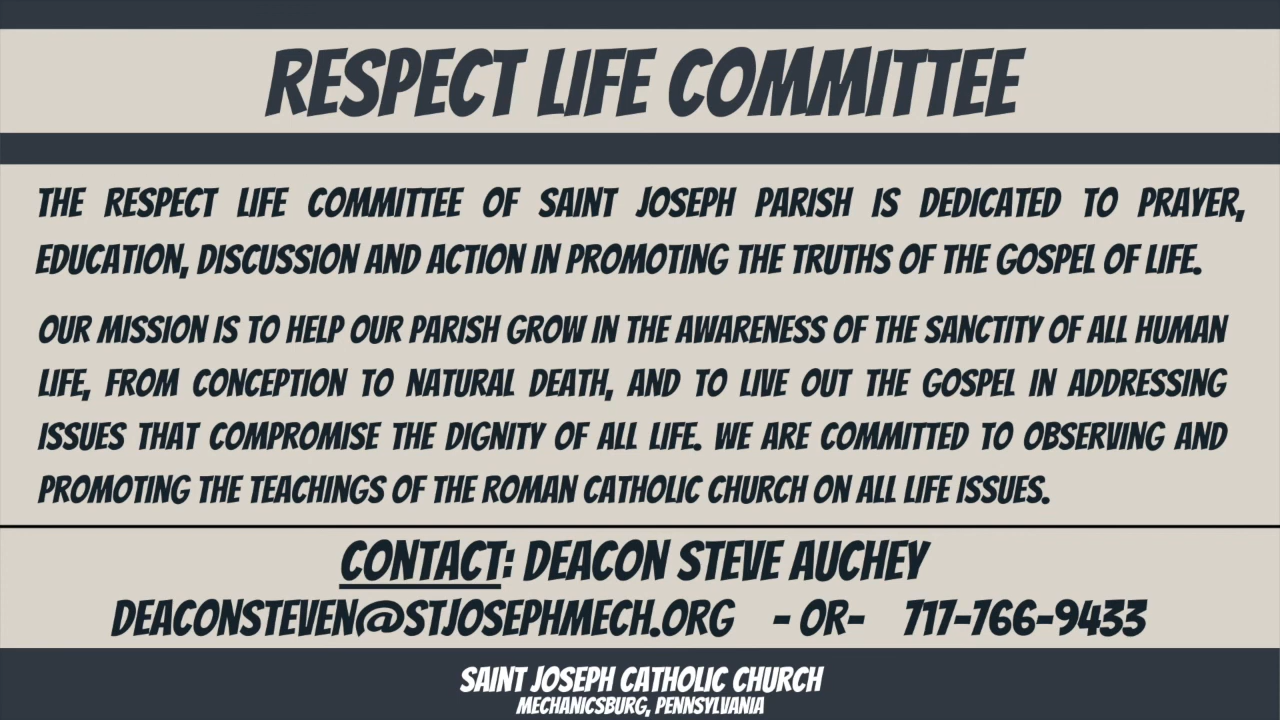 RESPECT LIFE COMMITTEE
THE RESPECT LIFE COMMITTEE OF SAINT JOSEPH PARISH IS DEDICATED TO PRAYER,
EDUCATION, DISCUSSION AND ACTION IN PROMOTING THE TRUTHS OF THE GOSPEL OF LIFE.
OUR MISSION IS TO HELP OUR PARISH GROW IN THE AWARENESS OF THE SANCTITY OF ALL HUMAN
LIFE, FROM CONCEPTION TO NATURAL DEATH, AND TO LIVE OUT THE GOSPEL IN ADDRESSING
ISSUES THAT COMPROMISE THE DIGNITY OF ALL LIFE. WE ARE COMMITTED TO OBSERVING AND
PROMOTING THE TEACHINGS OF THE ROMAN CATHOLIC CHURCH ON ALL LIFE ISSUES.
CONTACT: DEACON STEVE AUCHEY
DEACONSTEVEN@STJOSEPHMECH.ORG - OR- 717-766-9433
SAINT JOSEPH CATHOLIC CHURCH
MECHANICSBURG, PENNSYLVANIA